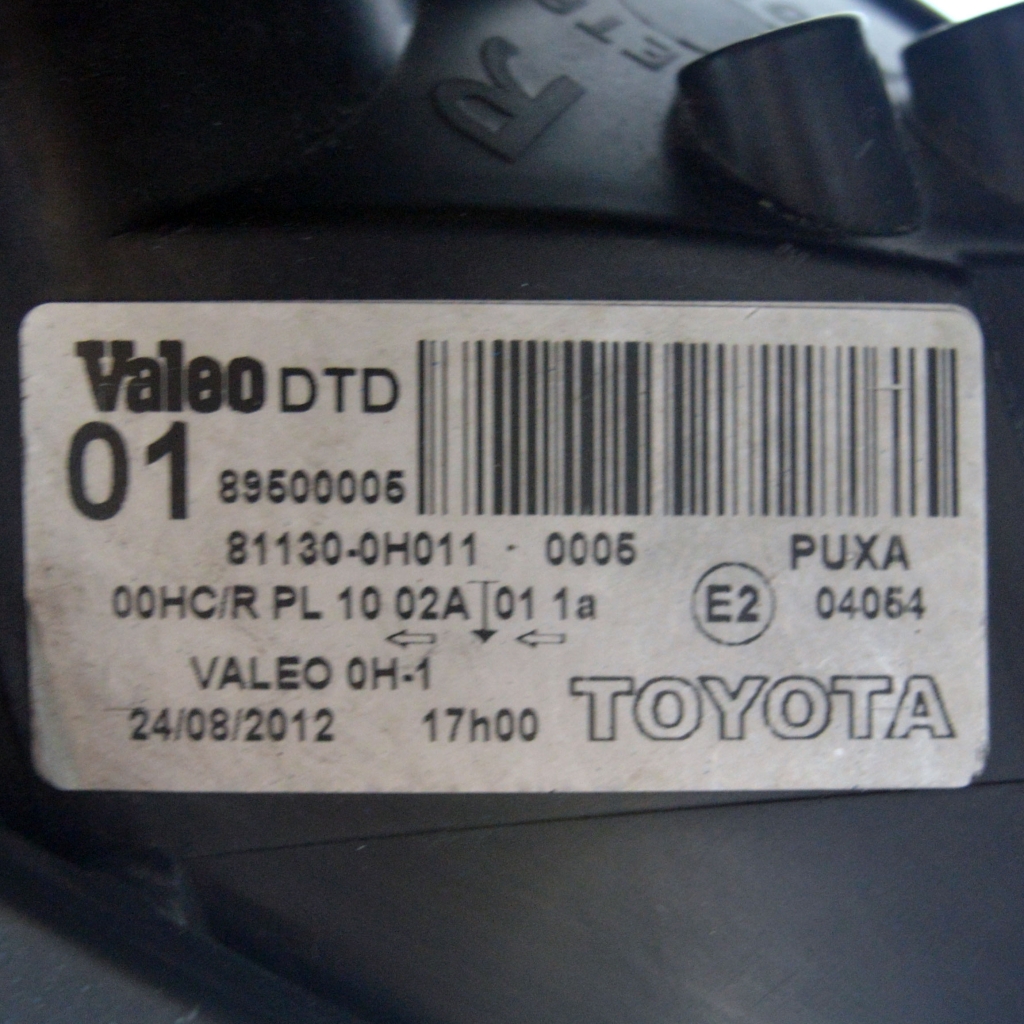 R
Valeo DTD
01 89500005
81130-0H011 - 0005 PUXA
00HC/R PL 10 02A 01 1a E2 04054
VALEO 0H-1
24/08/2012 17h00 TOYOTA